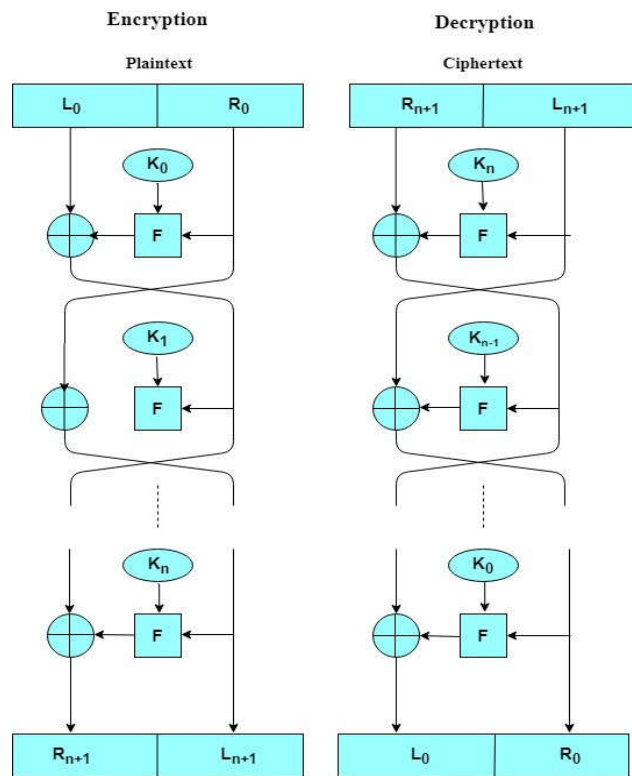 Encryption
Plaintext
L0 R0
K0
F
K1
F
Kn
F
Rn+1 Ln+1
Decryption
Ciphertext
Rn+1 Ln+1
Kn
F
Kn-1
F
K0
F
L0 R0